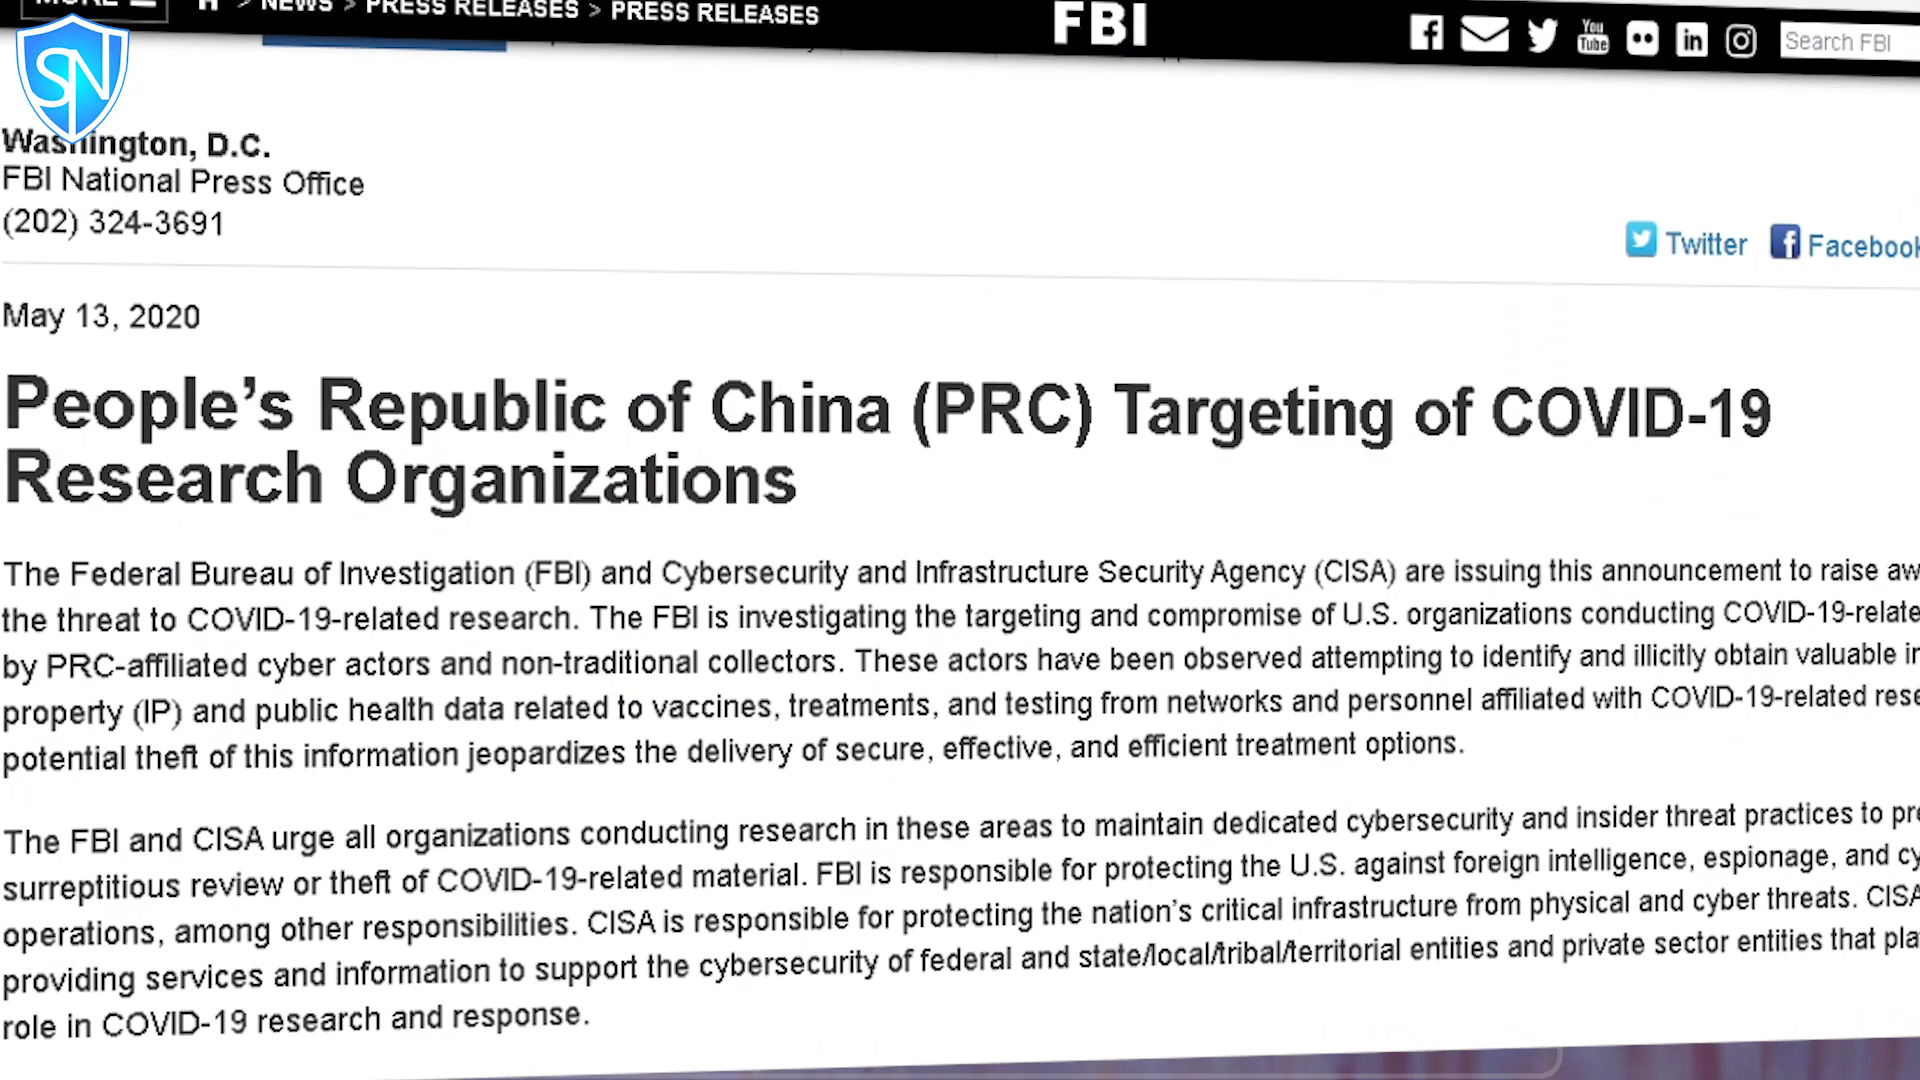 MORE
H > NEWS > PRESS RELEASES > PRESS RELEASES
FBI
You
Tube
in
Search FBI
SN
Washington, D.C.
FBI National Press Office
(202) 324-3691
Twitter
Facebook
May 13, 2020
People’s Republic of China (PRC) Targeting of COVID-19
Research Organizations
The Federal Bureau of Investigation (FBI) and Cybersecurity and Infrastructure Security Agency (CISA) are issuing this announcement to raise aw
the threat to COVID-19-related research. The FBI is investigating the targeting and compromise of U.S. organizations conducting COVID-19-relate
by PRC-affiliated cyber actors and non-traditional collectors. These actors have been observed attempting to identify and illicitly obtain valuable in
property (IP) and public health data related to vaccines, treatments, and testing from networks and personnel affiliated with COVID-19-related rese
potential theft of this information jeopardizes the delivery of secure, effective, and efficient treatment options.
The FBI and CISA urge all organizations conducting research in these areas to maintain dedicated cybersecurity and insider threat practices to pre
surreptitious review or theft of COVID-19-related material. FBI is responsible for protecting the U.S. against foreign intelligence, espionage, and cy
operations, among other responsibilities. CISA is responsible for protecting the nation’s critical infrastructure from physical and cyber threats. CISA
providing services and information to support the cybersecurity of federal and state/local/tribal/territorial entities and private sector entities that pla
role in COVID-19 research and response.